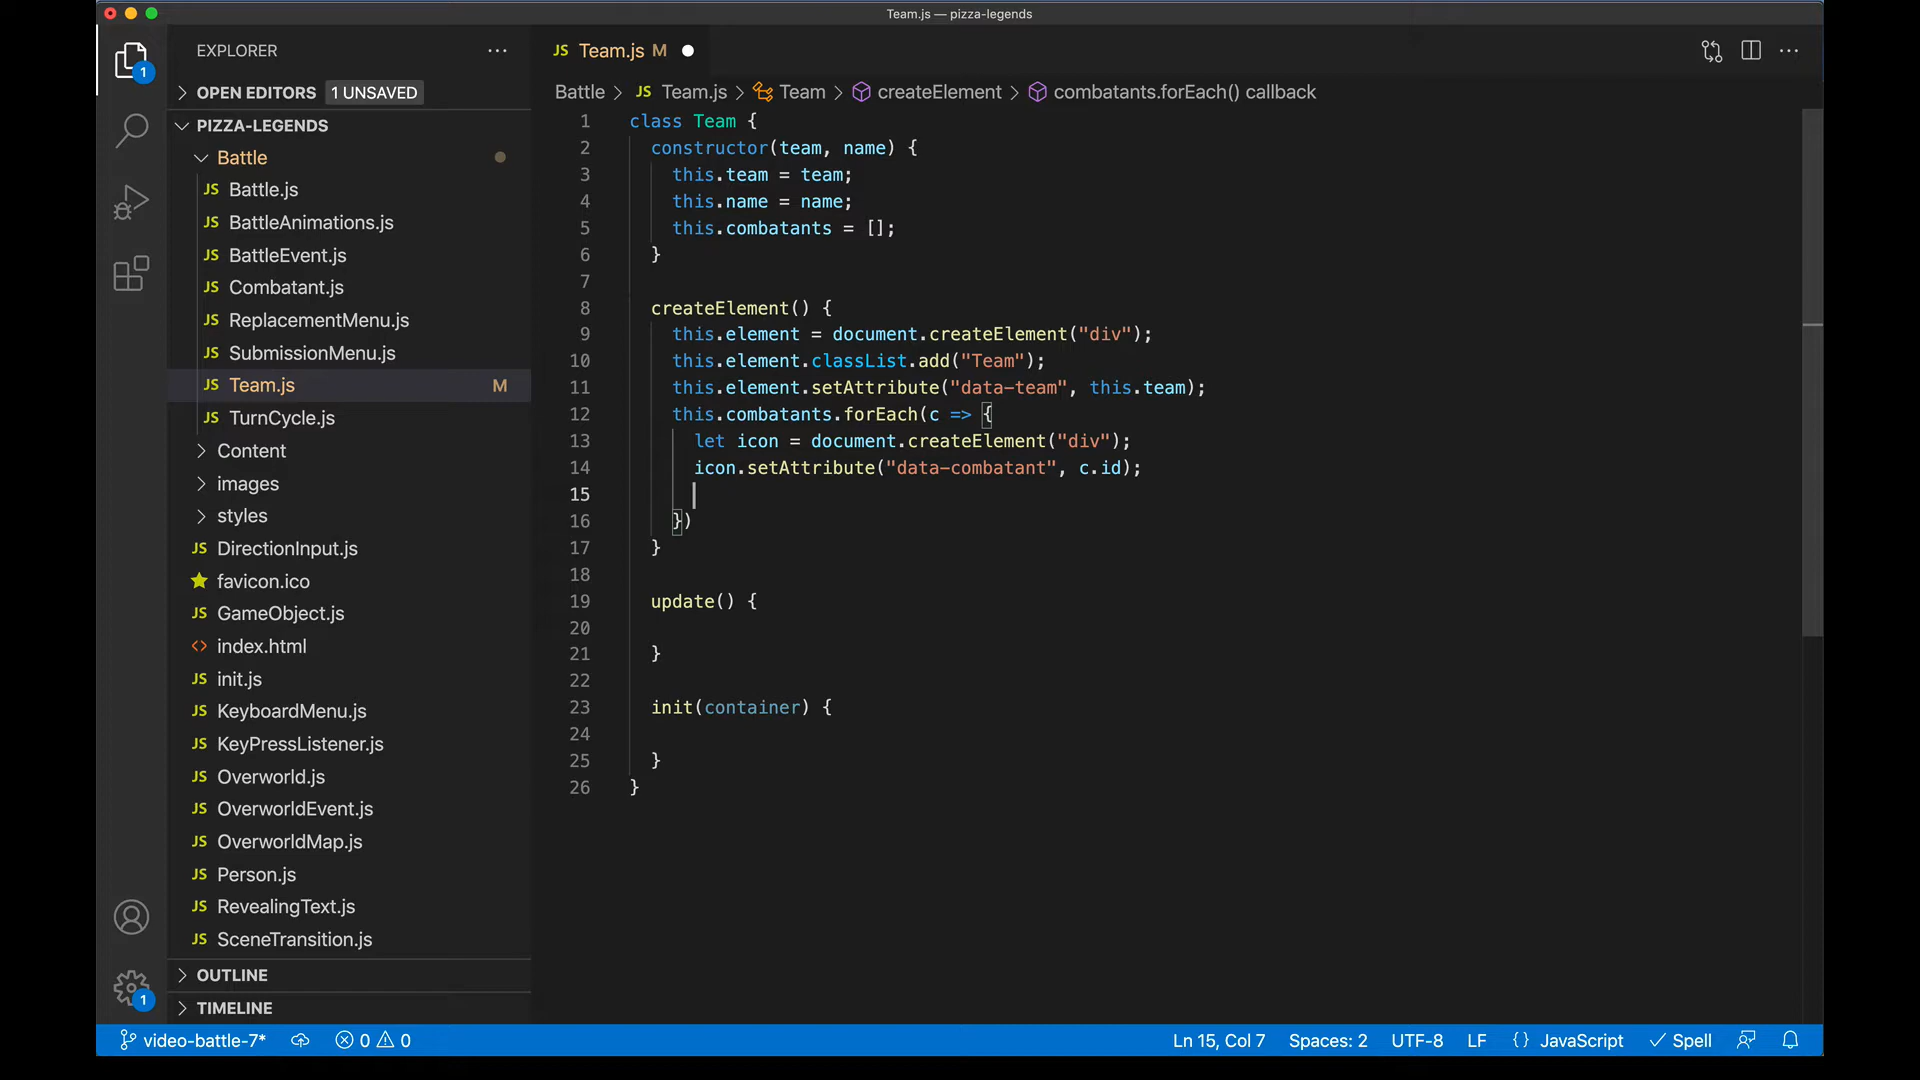 Team.js — pizza-legends
EXPLORER
OPEN EDITORS 1 UNSAVED
PIZZA-LEGENDS
Battle
JS Battle.js
JS BattleAnimations.js
JS BattleEvent.js
JS Combatant.js
JS ReplacementMenu.js
JS SubmissionMenu.js
JS Team.js M
JS TurnCycle.js
Content
images
styles
JS DirectionInput.js
favicon.ico
JS GameObject.js
<> index.html
JS init.js
JS KeyboardMenu.js
JS KeyPressListener.js
JS Overworld.js
JS OverworldEvent.js
JS OverworldMap.js
JS Person.js
JS RevealingText.js
JS SceneTransition.js
OUTLINE
TIMELINE
1
1
JS Team.js M
Battle > JS Team.js > Team > createElement > combatants.forEach() callback
1 class Team {
2 constructor(team, name) {
3 this.team = team;
4 this.name = name;
5 this.combatants = [];
6 }
7
8 createElement() {
9 this.element = document.createElement("div");
10 this.element.classList.add("Team");
11 this.element.setAttribute("data-team", this.team);
12 this.combatants.forEach(c => {
13 let icon = document.createElement("div");
14 icon.setAttribute("data-combatant", c.id);
15
16 })
17 }
18
19 update() {
20
21 }
22
23 init(container) {
24
25 }
26 }
video-battle-7* 0 0 Ln 15, Col 7 Spaces: 2 UTF-8 LF {} JavaScript Spell